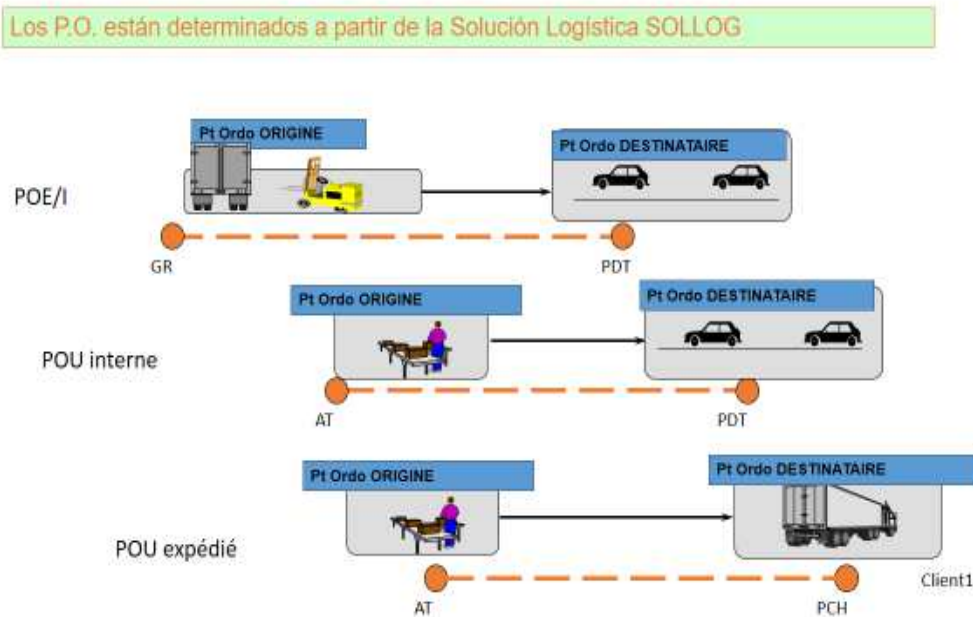 Los P.O. están determinados a partir de la Solución Logística SOLLOG
Pt Ordo ORIGINE
Pt Ordo DESTINATAIRE
POE/I
GR
PDT
Pt Ordo ORIGINE
Pt Ordo DESTINATAIRE
POU interne
AT
PDT
Pt Ordo ORIGINE
Pt Ordo DESTINATAIRE
POU expédié
Client1
AT
PCH